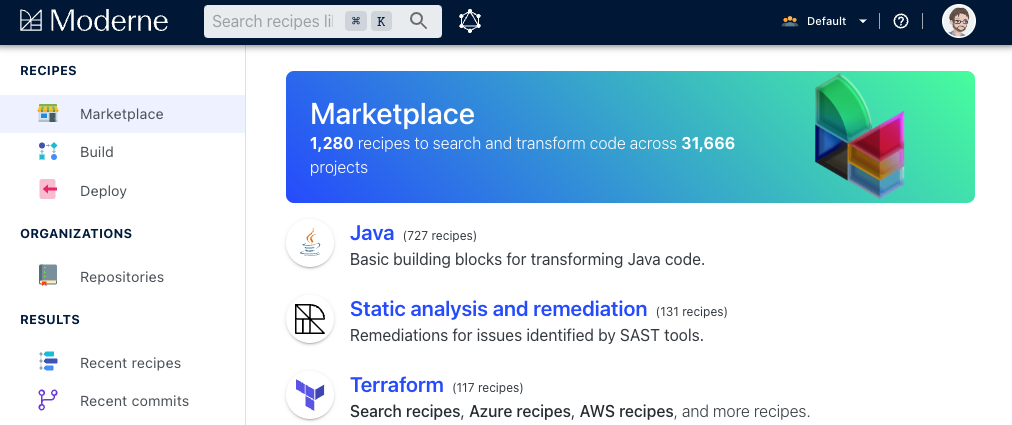 Moderne
Search recipes li
⌘ K
Default
RECIPES
Marketplace
Build
Deploy
ORGANIZATIONS
Repositories
RESULTS
Recent recipes
Recent commits
Marketplace
1,280 recipes to search and transform code across 31,666
projects
Java (727 recipes)
Basic building blocks for transforming Java code.
Static analysis and remediation (131 recipes)
Remediations for issues identified by SAST tools.
Terraform (117 recipes)
Search recipes, Azure recipes, AWS recipes, and more recipes.